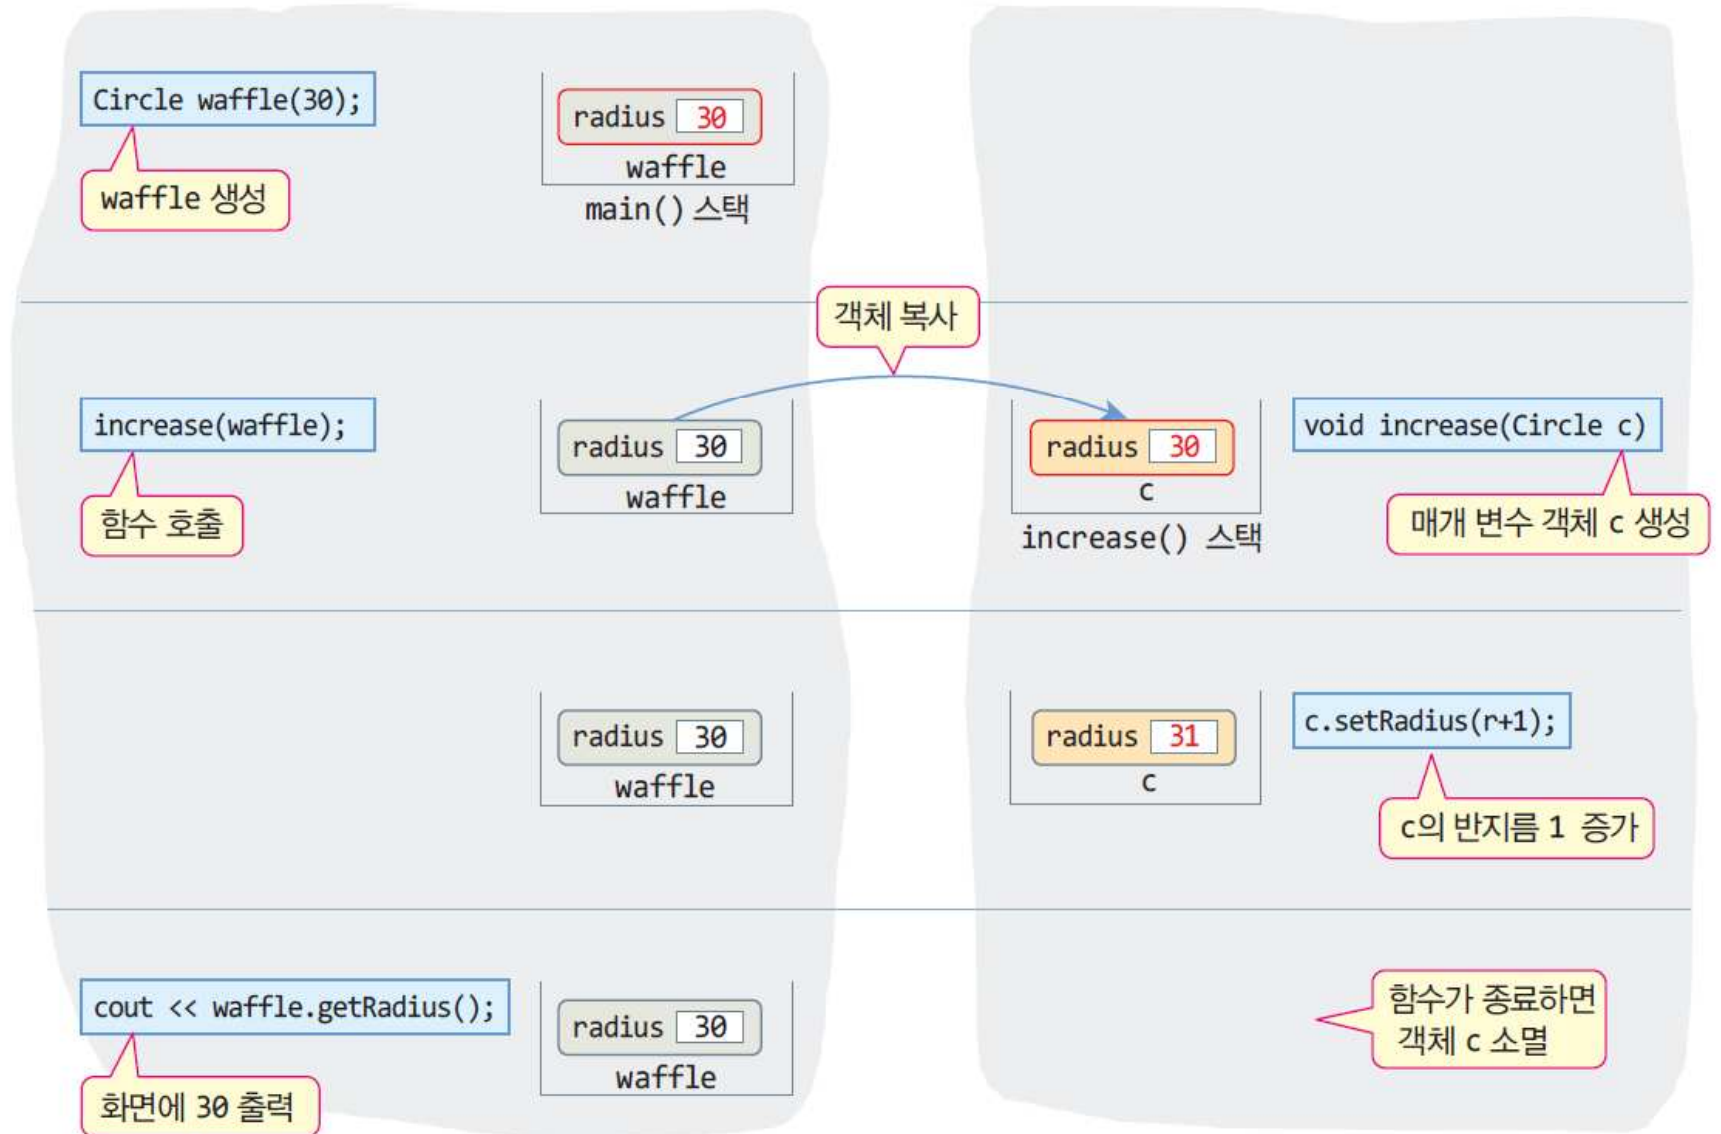 Circle waffle(30);
radius 30
waffle 생성
waffle
main() 스택
객체 복사
increase(waffle);
radius 30
radius 30
void increase(Circle c)
함수 호출
waffle
c
매개 변수 객체 c 생성
increase() 스택
radius 30
radius 31
c.setRadius(r+1);
waffle
c
c의 반지름 1 증가
cout << waffle.getRadius();
radius 30
함수가 종료하면
객체 c 소멸
waffle
화면에 30 출력